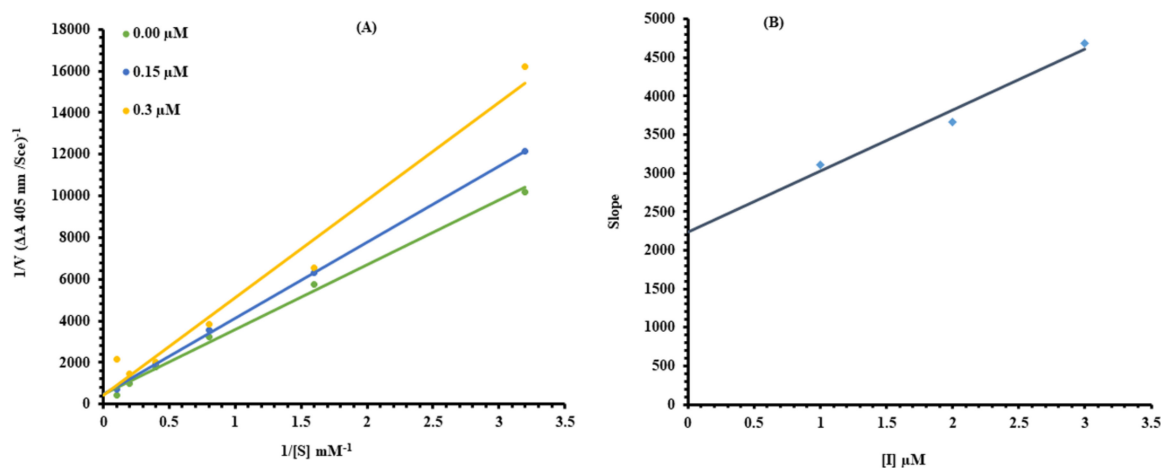 (A)
0.00 µM
0.15 µM
0.3 µM
18000
16000
14000
12000
10000
8000
6000
4000
2000
0
1/V (ΔA 405 nm /Sce)-1
0 0.5 1 1.5 2 2.5 3 3.5
1/[S] mM-1
(B)
5000
4500
4000
3500
3000
2500
2000
1500
1000
500
0
Slope
0 0.5 1 1.5 2 2.5 3 3.5
[I] µM